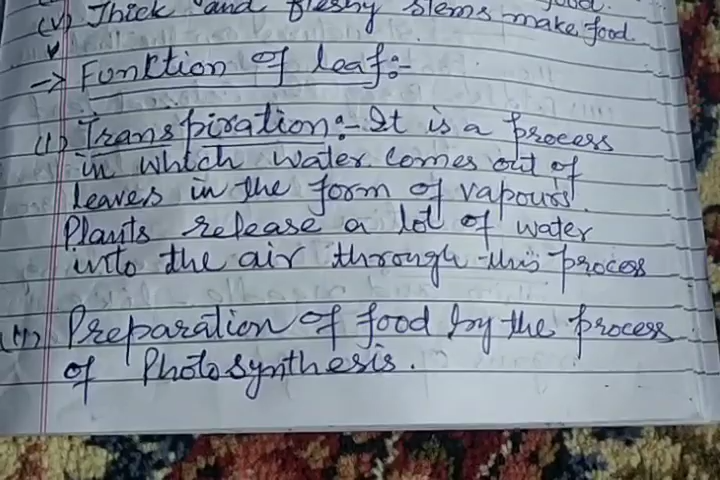 (v) Thick and fleshy stems make food.
→ Function of leaf:-
(i) Transpiration:- It is a process
in which water comes out of
leaves in the form of vapours.
Plants release a lot of water
into the air through this process
(ii) Preparation of food by the process
of Photosynthesis.